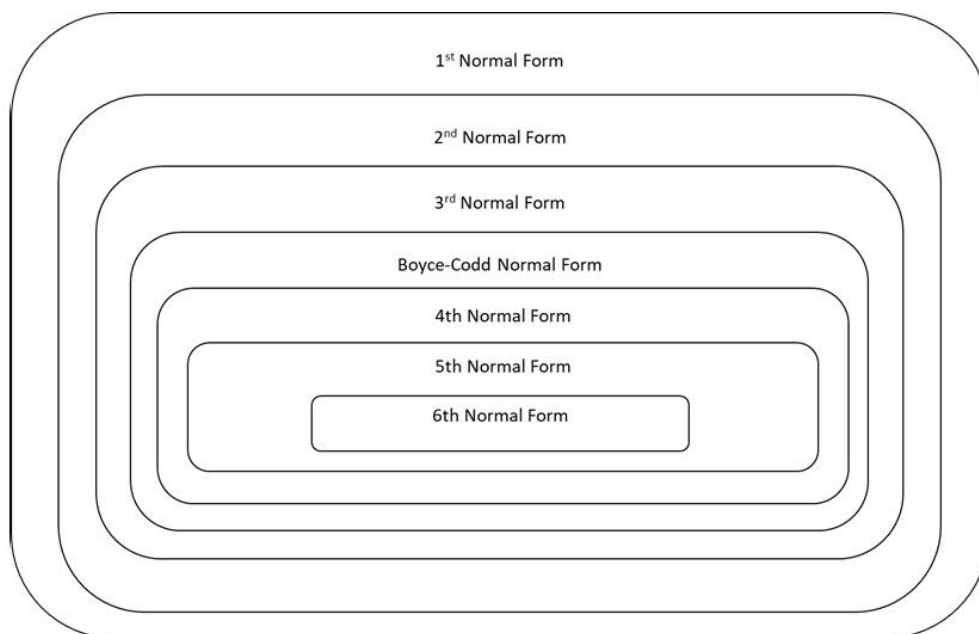 1st Normal Form
2nd Normal Form
3rd Normal Form
Boyce-Codd Normal Form
4th Normal Form
5th Normal Form
6th Normal Form